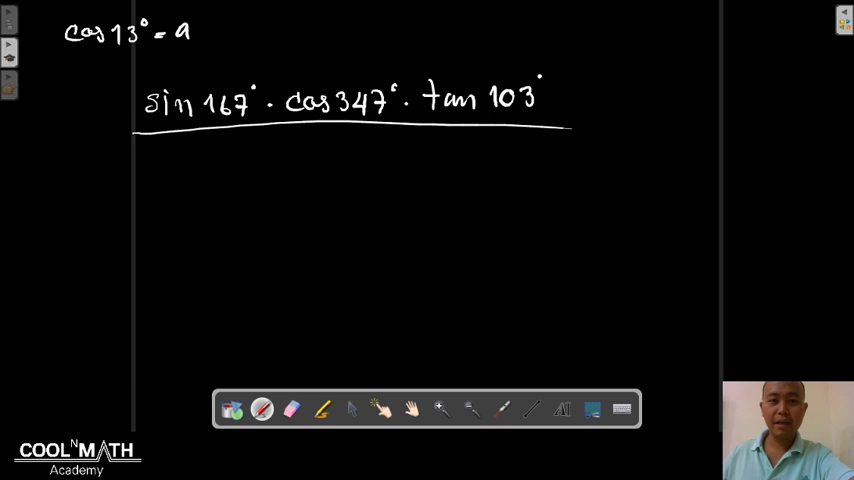 cos 13° = a
sin 167° . cos 347° . tan 103°
COOL N MATH
Academy